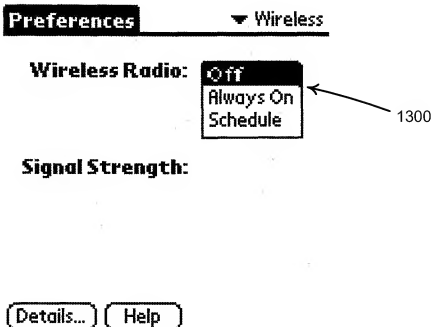 Preferences ▼ Wireless
Wireless Radio: Off
Always On
Schedule
1300
Signal Strength:
Details... Help